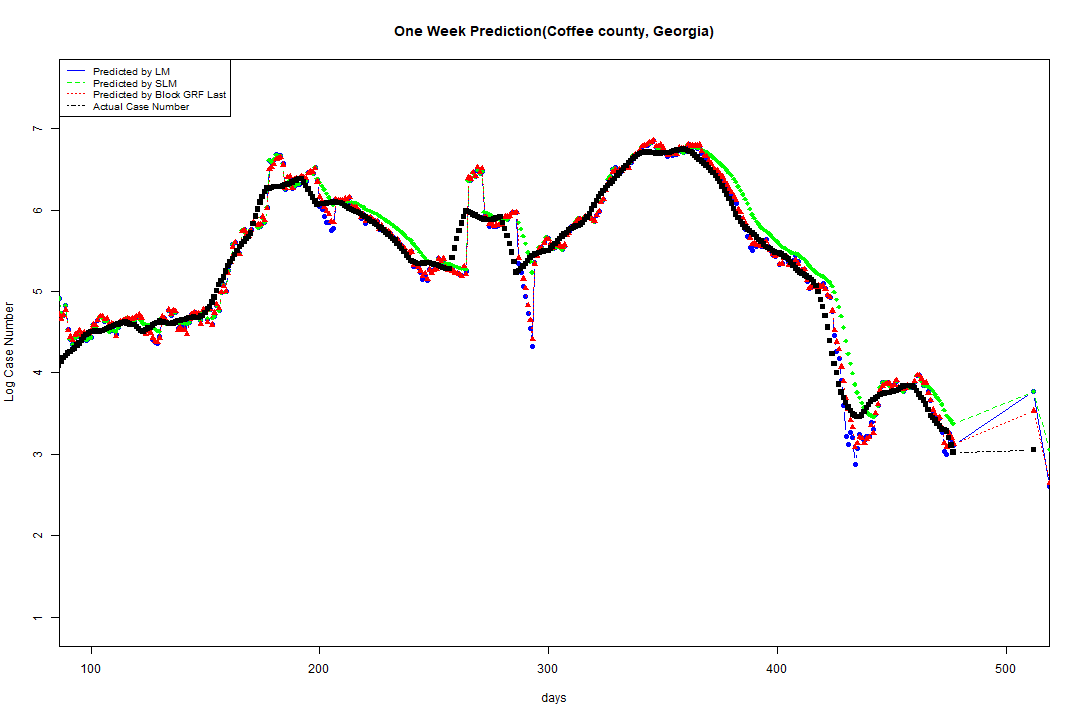 One Week Prediction(Coffee county, Georgia)
Predicted by LM
Predicted by SLM
Predicted by Block GRF Last
Actual Case Number
Log Case Number
7
6
5
4
3
2
1
100 200 300 400 500
days